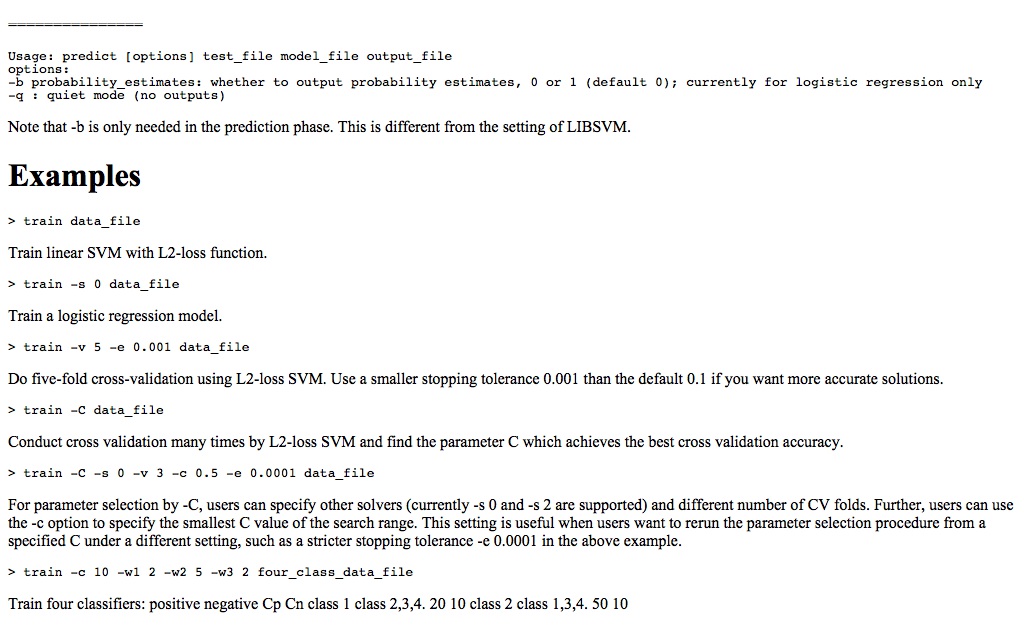 ================
Usage: predict [options] test_file model_file output_file
options:
-b probability_estimates: whether to output probability estimates, 0 or 1 (default 0); currently for logistic regression only
-q : quiet mode (no outputs)
Note that -b is only needed in the prediction phase. This is different from the setting of LIBSVM.
Examples
> train data_file
Train linear SVM with L2-loss function.
> train -s 0 data_file
Train a logistic regression model.
> train -v 5 -e 0.001 data_file
Do five-fold cross-validation using L2-loss SVM. Use a smaller stopping tolerance 0.001 than the default 0.1 if you want more accurate solutions.
> train -C data_file
Conduct cross validation many times by L2-loss SVM and find the parameter C which achieves the best cross validation accuracy.
> train -C -s 0 -v 3 -c 0.5 -e 0.0001 data_file
For parameter selection by -C, users can specify other solvers (currently -s 0 and -s 2 are supported) and different number of CV folds. Further, users can use
the -c option to specify the smallest C value of the search range. This setting is useful when users want to rerun the parameter selection procedure from a
specified C under a different setting, such as a stricter stopping tolerance -e 0.0001 in the above example.
> train -c 10 -w1 2 -w2 5 -w3 2 four_class_data_file
Train four classifiers: positive negative Cp Cn class 1 class 2,3,4. 20 10 class 2 class 1,3,4. 50 10